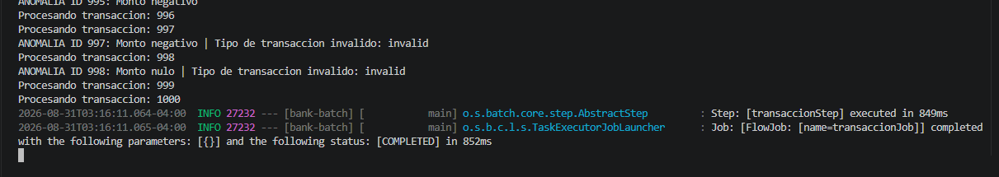 ANOMALIA ID 995: Monto negativo
Procesando transaccion: 996
Procesando transaccion: 997
ANOMALIA ID 997: Monto negativo | Tipo de transaccion invalido: invalid
Procesando transaccion: 998
ANOMALIA ID 998: Monto nulo | Tipo de transaccion invalido: invalid
Procesando transaccion: 999
Procesando transaccion: 1000
2026-08-31T03:16:11.064-04:00  INFO 27232 --- [bank-batch] [           main] o.s.batch.core.step.AbstractStep         : Step: [transaccionStep] executed in 849ms
2026-08-31T03:16:11.065-04:00  INFO 27232 --- [bank-batch] [           main] o.s.b.c.l.s.TaskExecutorJobLauncher      : Job: [FlowJob: [name=transaccionJob]] completed
with the following parameters: [{}] and the following status: [COMPLETED] in 852ms